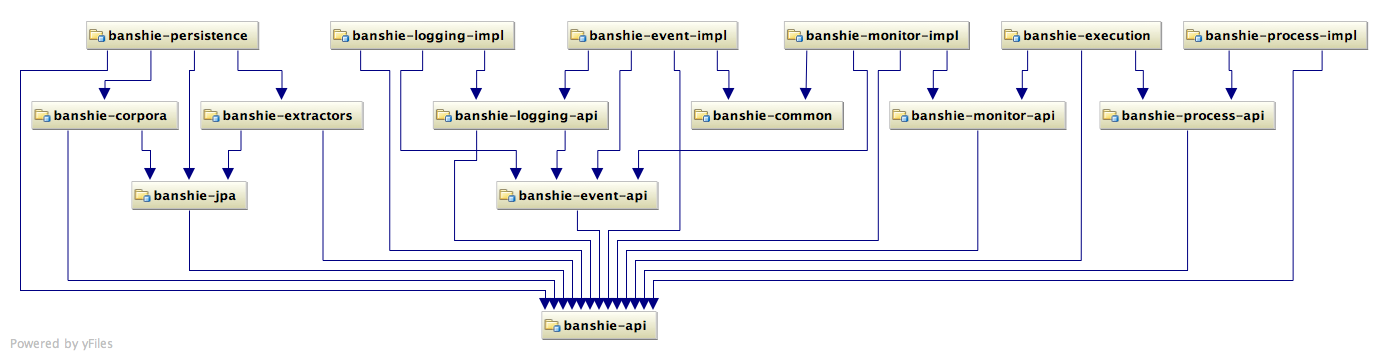 banshie-persistence
banshie-logging-impl
banshie-event-impl
banshie-monitor-impl
banshie-execution
banshie-process-impl
banshie-corpora
banshie-extractors
banshie-logging-api
banshie-common
banshie-monitor-api
banshie-process-api
banshie-jpa
banshie-event-api
banshie-api
Powered by yFiles